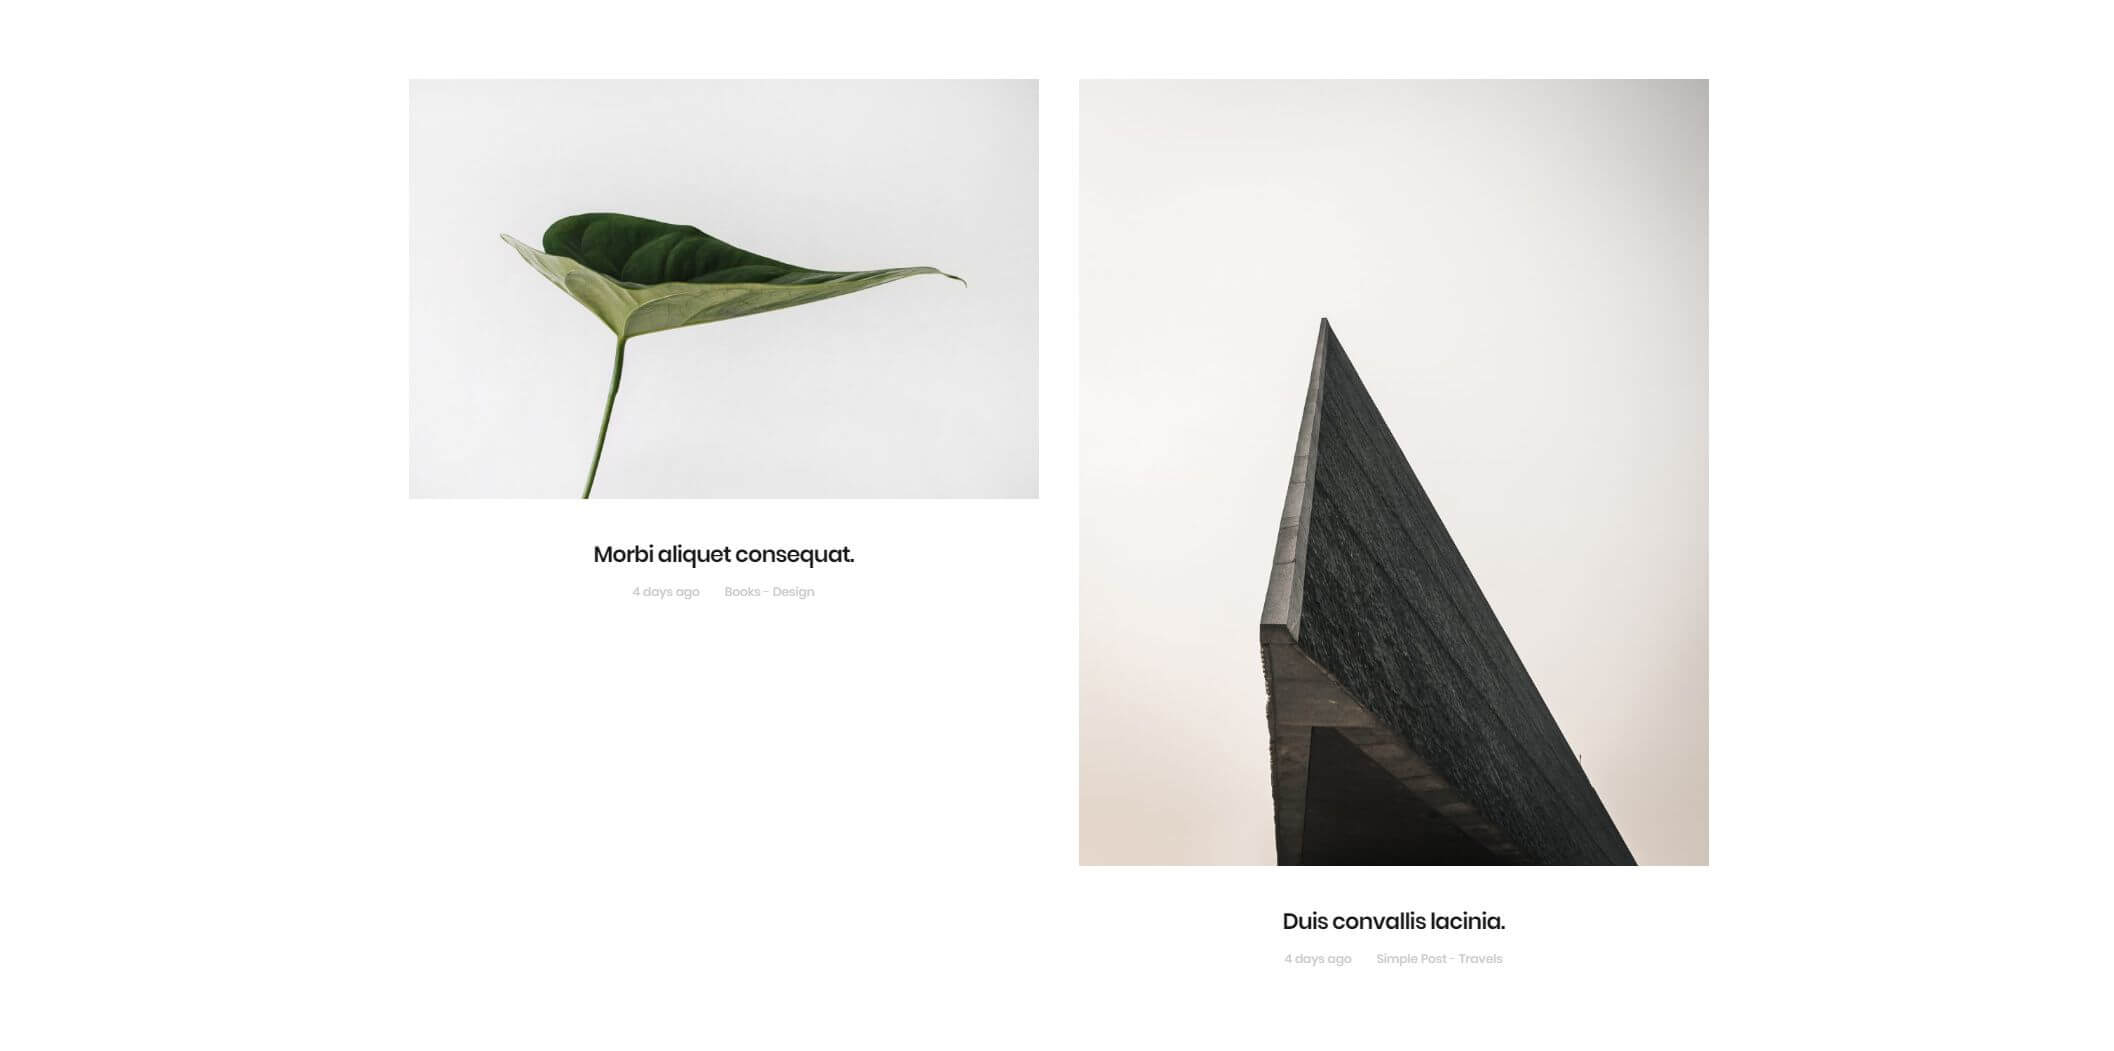 Morbi aliquet consequat.
4 days ago Books - Design
Duis convallis lacinia.
4 days ago Simple Post - Travels